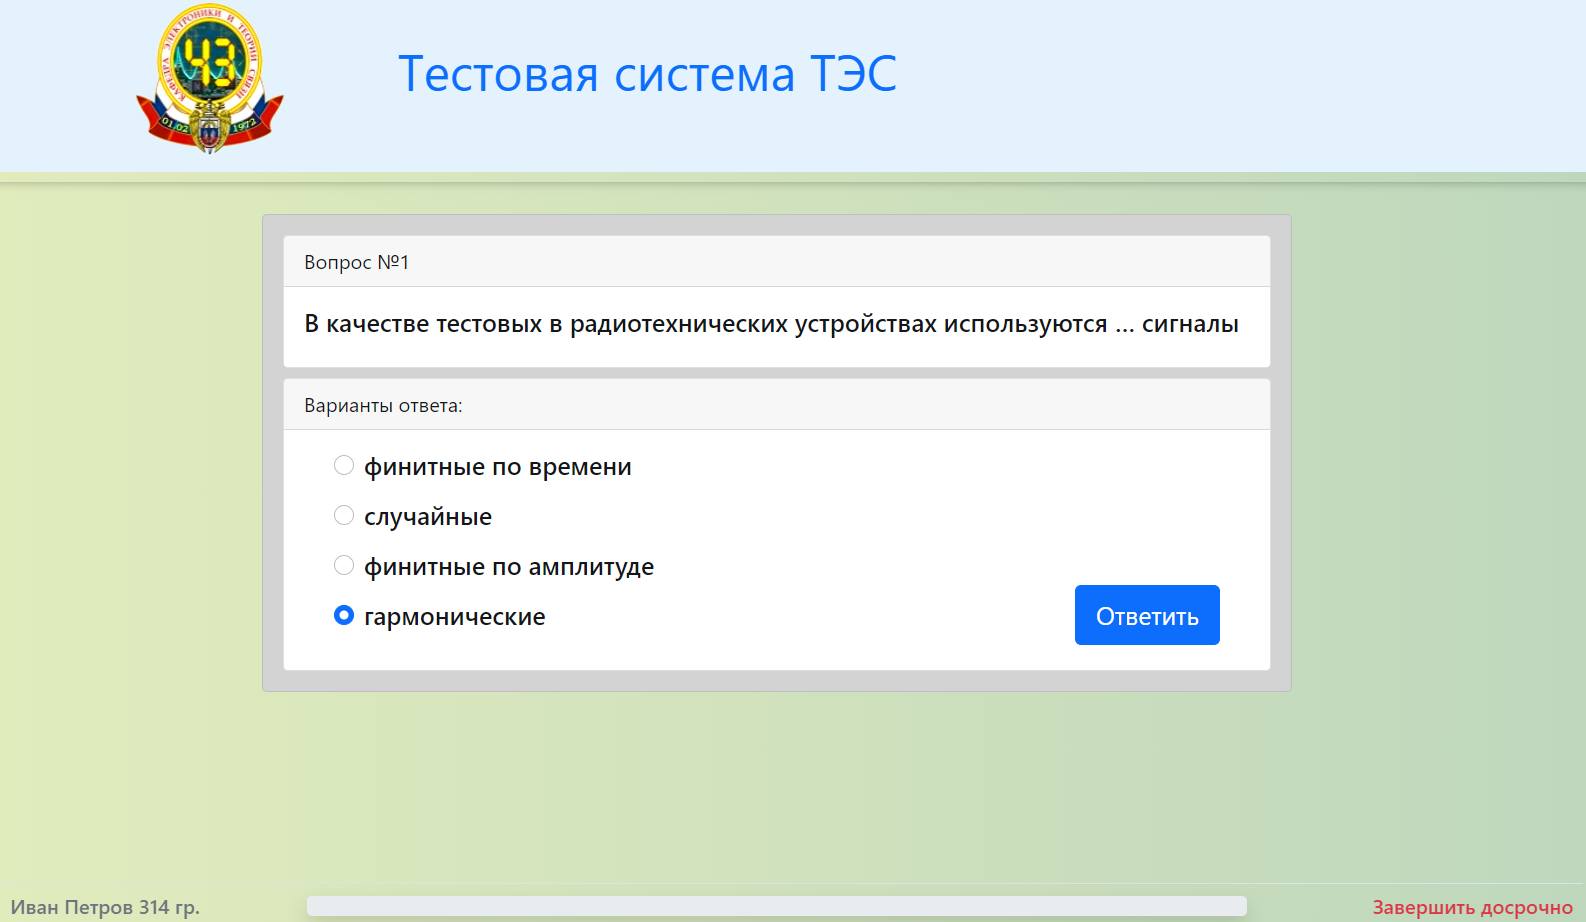 КАФЕДРА ЭЛЕКТРОНИКИ И ТЕОРИИ СВЯЗИ
43
01.02 1972
Тестовая система ТЭС
Вопрос №1
В качестве тестовых в радиотехнических устройствах используются ... сигналы
Варианты ответа:
финитные по времени
случайные
финитные по амплитуде
гармонические
Ответить
Иван Петров 314 гр.
Завершить досрочно